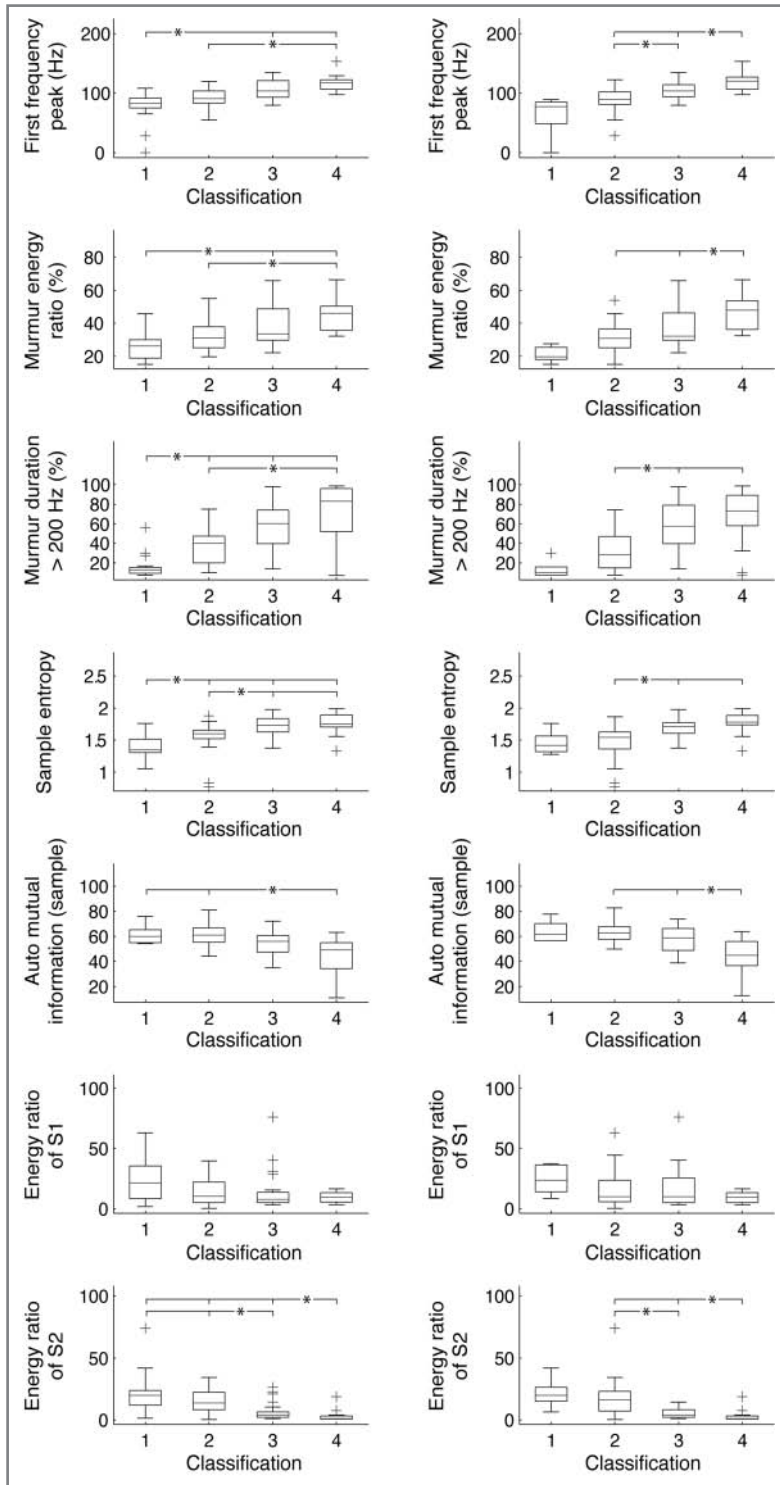 First frequency
peak (Hz)
200
100
0
*
*
1 2 3 4
Classification
First frequency
peak (Hz)
200
100
0
*
*
1 2 3 4
Classification
Murmur energy
ratio (%)
80
60
40
20
*
*
1 2 3 4
Classification
Murmur energy
ratio (%)
80
60
40
20
*
1 2 3 4
Classification
Murmur duration
> 200 Hz (%)
100
80
60
40
20
*
*
1 2 3 4
Classification
Murmur duration
> 200 Hz (%)
100
80
60
40
20
*
1 2 3 4
Classification
Sample entropy
2.5
2
1.5
1
*
*
1 2 3 4
Classification
Sample entropy
2.5
2
1.5
1
*
1 2 3 4
Classification
Auto mutual
information (sample)
100
80
60
40
20
*
1 2 3 4
Classification
Auto mutual
information (sample)
100
80
60
40
20
*
1 2 3 4
Classification
Energy ratio
of S1
100
50
0
1 2 3 4
Classification
Energy ratio
of S1
100
50
0
1 2 3 4
Classification
Energy ratio
of S2
100
50
0
*
*
1 2 3 4
Classification
Energy ratio
of S2
100
50
0
*
*
1 2 3 4
Classification